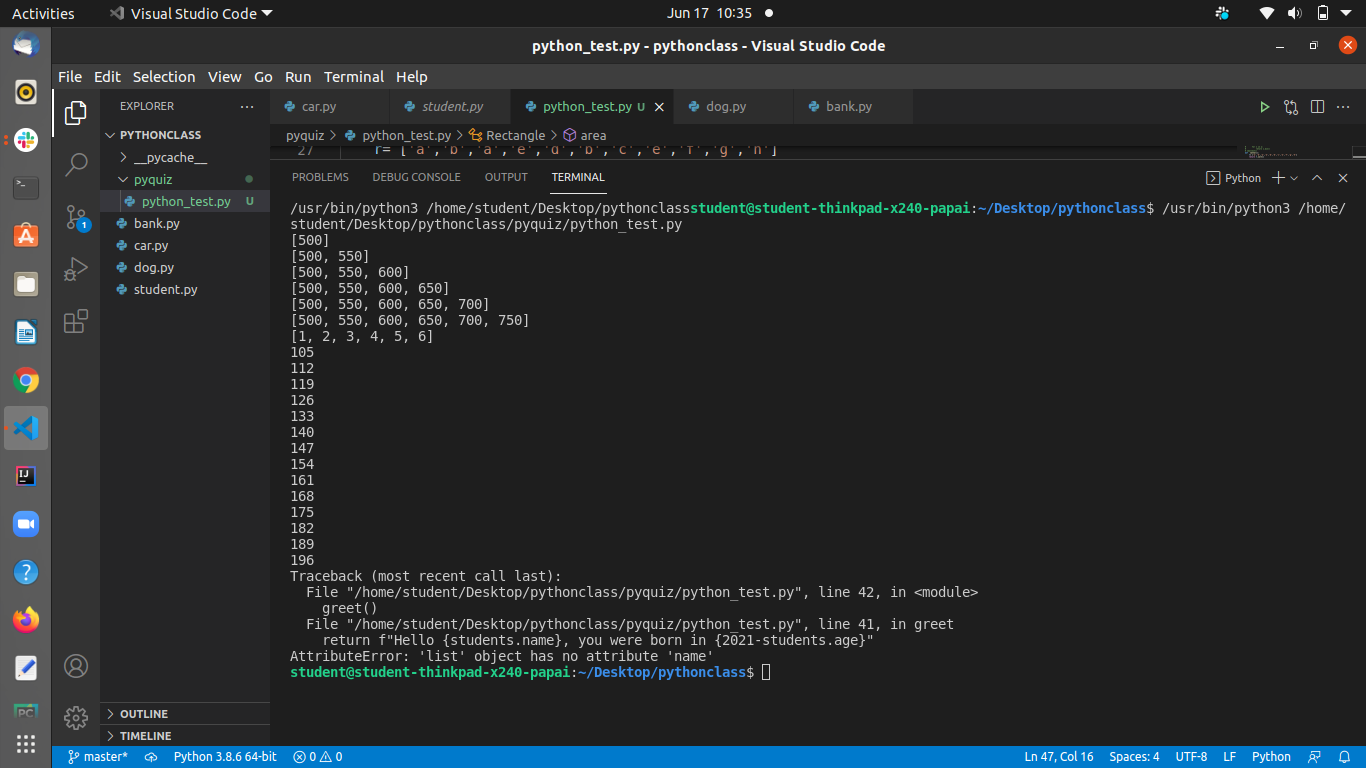 Activities Visual Studio Code Jun 17 10:35
python_test.py - pythonclass - Visual Studio Code
File Edit Selection View Go Run Terminal Help
EXPLORER
PYTHONCLASS
__pycache__
pyquiz
python_test.py U
bank.py
car.py
dog.py
student.py
OUTLINE
TIMELINE
1
car.py student.py python_test.py U dog.py bank.py
pyquiz > python_test.py > Rectangle > area
27 r= ['a','b','a','e','d','b','c','e','f','g','h']
PROBLEMS DEBUG CONSOLE OUTPUT TERMINAL Python
/usr/bin/python3 /home/student/Desktop/pythonclassstudent@student-thinkpad-x240-papai:~/Desktop/pythonclass$ /usr/bin/python3 /home/
student/Desktop/pythonclass/pyquiz/python_test.py
[500]
[500, 550]
[500, 550, 600]
[500, 550, 600, 650]
[500, 550, 600, 650, 700]
[500, 550, 600, 650, 700, 750]
[1, 2, 3, 4, 5, 6]
105
112
119
126
133
140
147
154
161
168
175
182
189
196
Traceback (most recent call last):
File "/home/student/Desktop/pythonclass/pyquiz/python_test.py", line 42, in <module>
greet()
File "/home/student/Desktop/pythonclass/pyquiz/python_test.py", line 41, in greet
return f"Hello {students.name}, you were born in {2021-students.age}"
AttributeError: 'list' object has no attribute 'name'
student@student-thinkpad-x240-papai:~/Desktop/pythonclass$
master* Python 3.8.6 64-bit 0 0 Ln 47, Col 16 Spaces: 4 UTF-8 LF Python